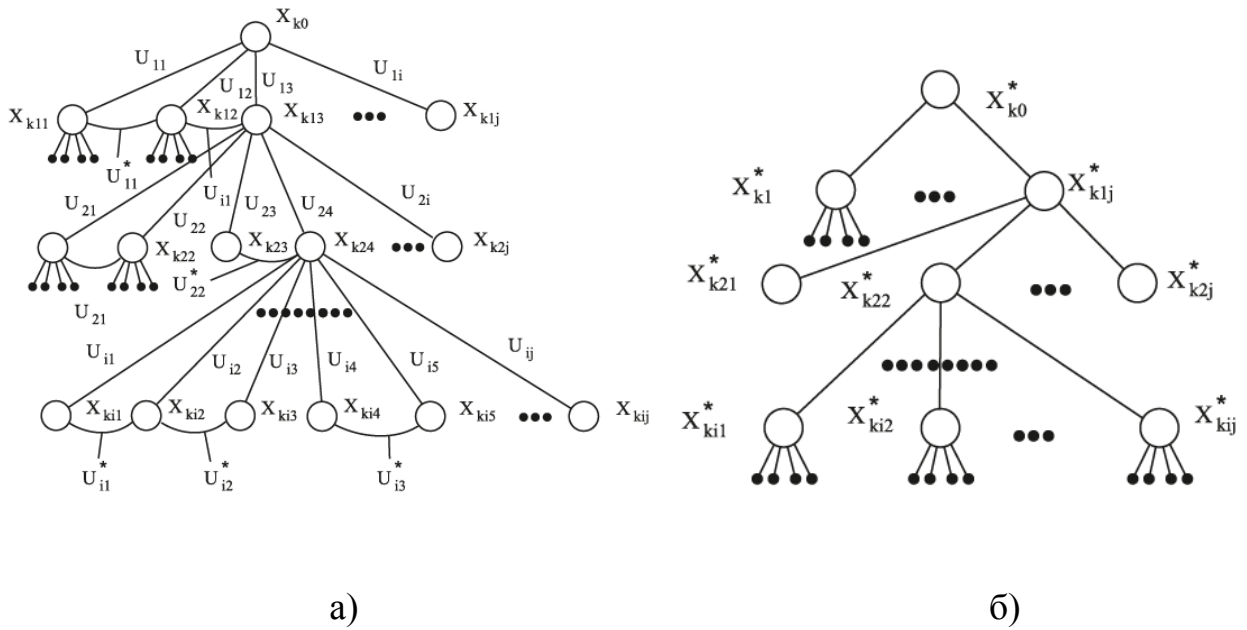 X k0
U 11
U 12
U 13
U 1i
X k11
X k12
X k13
X k1j
U* 11
U i1
U 21
U 22
U 23
U 24
U 2i
X k22
X k23
X k24
X k2j
U* 22
U 21
U i1
U i2
U i3
U i4
U i5
U ij
X ki1
X ki2
X ki3
X ki4
X ki5
X kij
U* i1
U* i2
U* i3
X* k0
X* k1
X* k1j
X* k21
X* k22
X* k2j
X* ki1
X* ki2
X* kij
а)
б)